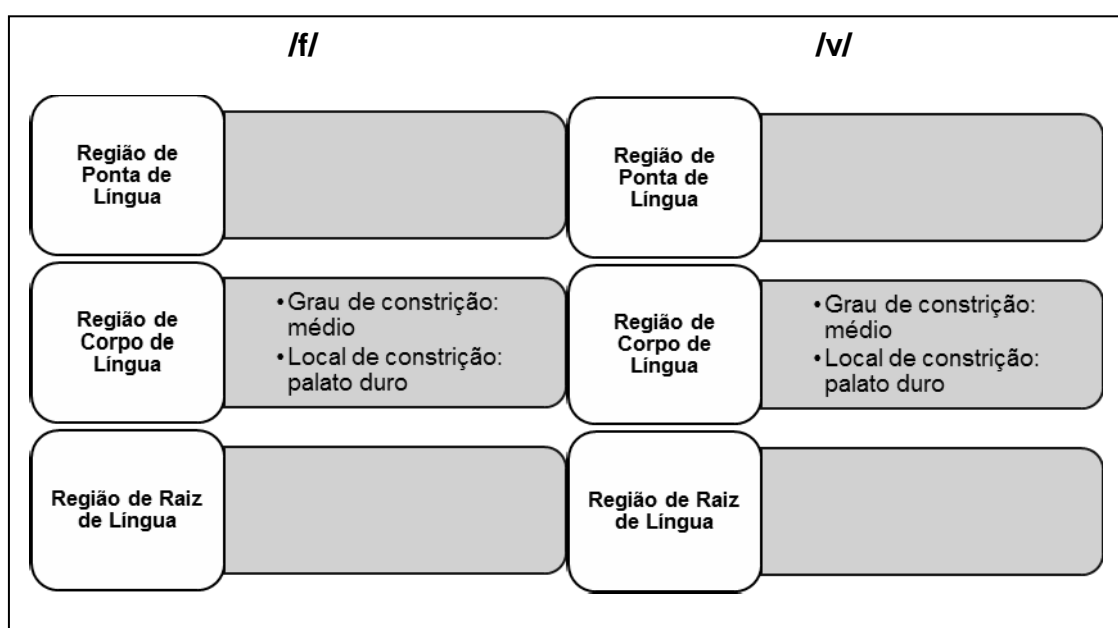 /f/
/v/
Região de
Ponta de
Língua
Região de
Ponta de
Língua
Região de
Corpo de
Língua
•Grau de constrição:
médio
•Local de constrição:
palato duro
Região de
Corpo de
Língua
•Grau de constrição:
médio
•Local de constrição:
palato duro
Região de Raiz
de Língua
Região de Raiz
de Língua